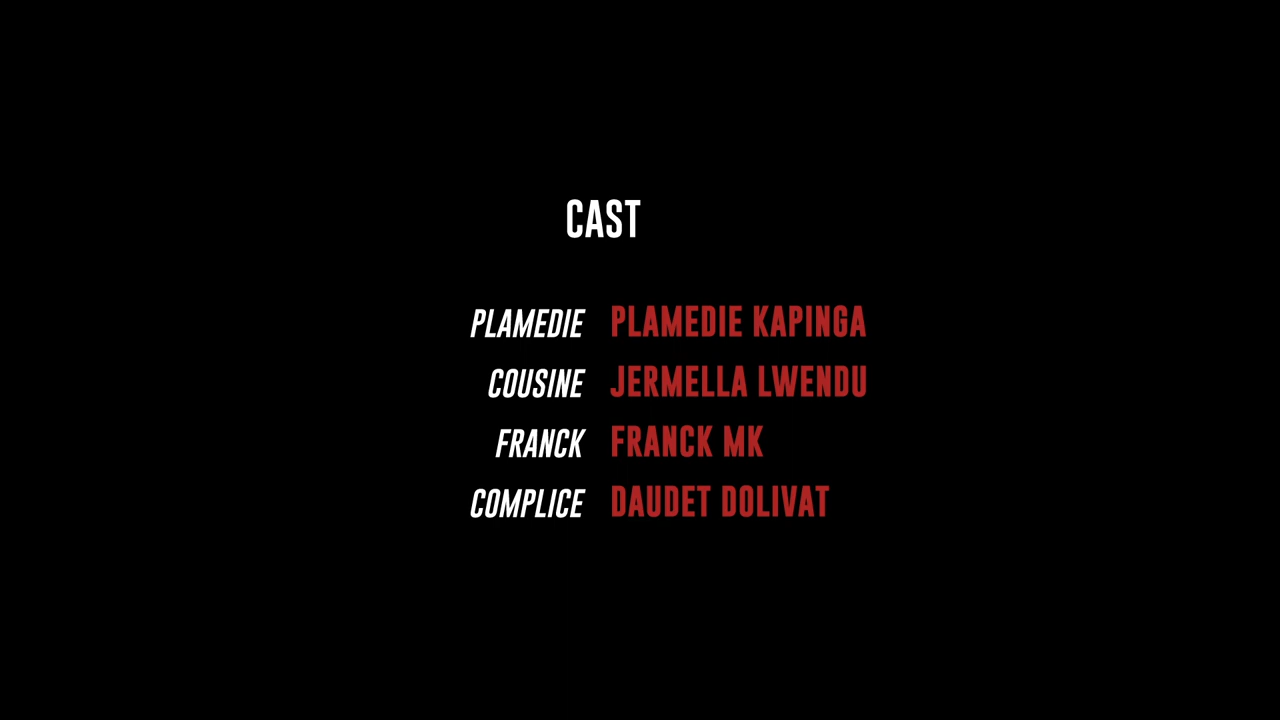 CAST
PLAMEDIE PLAMEDIE KAPINGA
COUSINE JERMELLA LWENDU
FRANCK FRANCK MK
COMPLICE DAUDET DOLIVAT